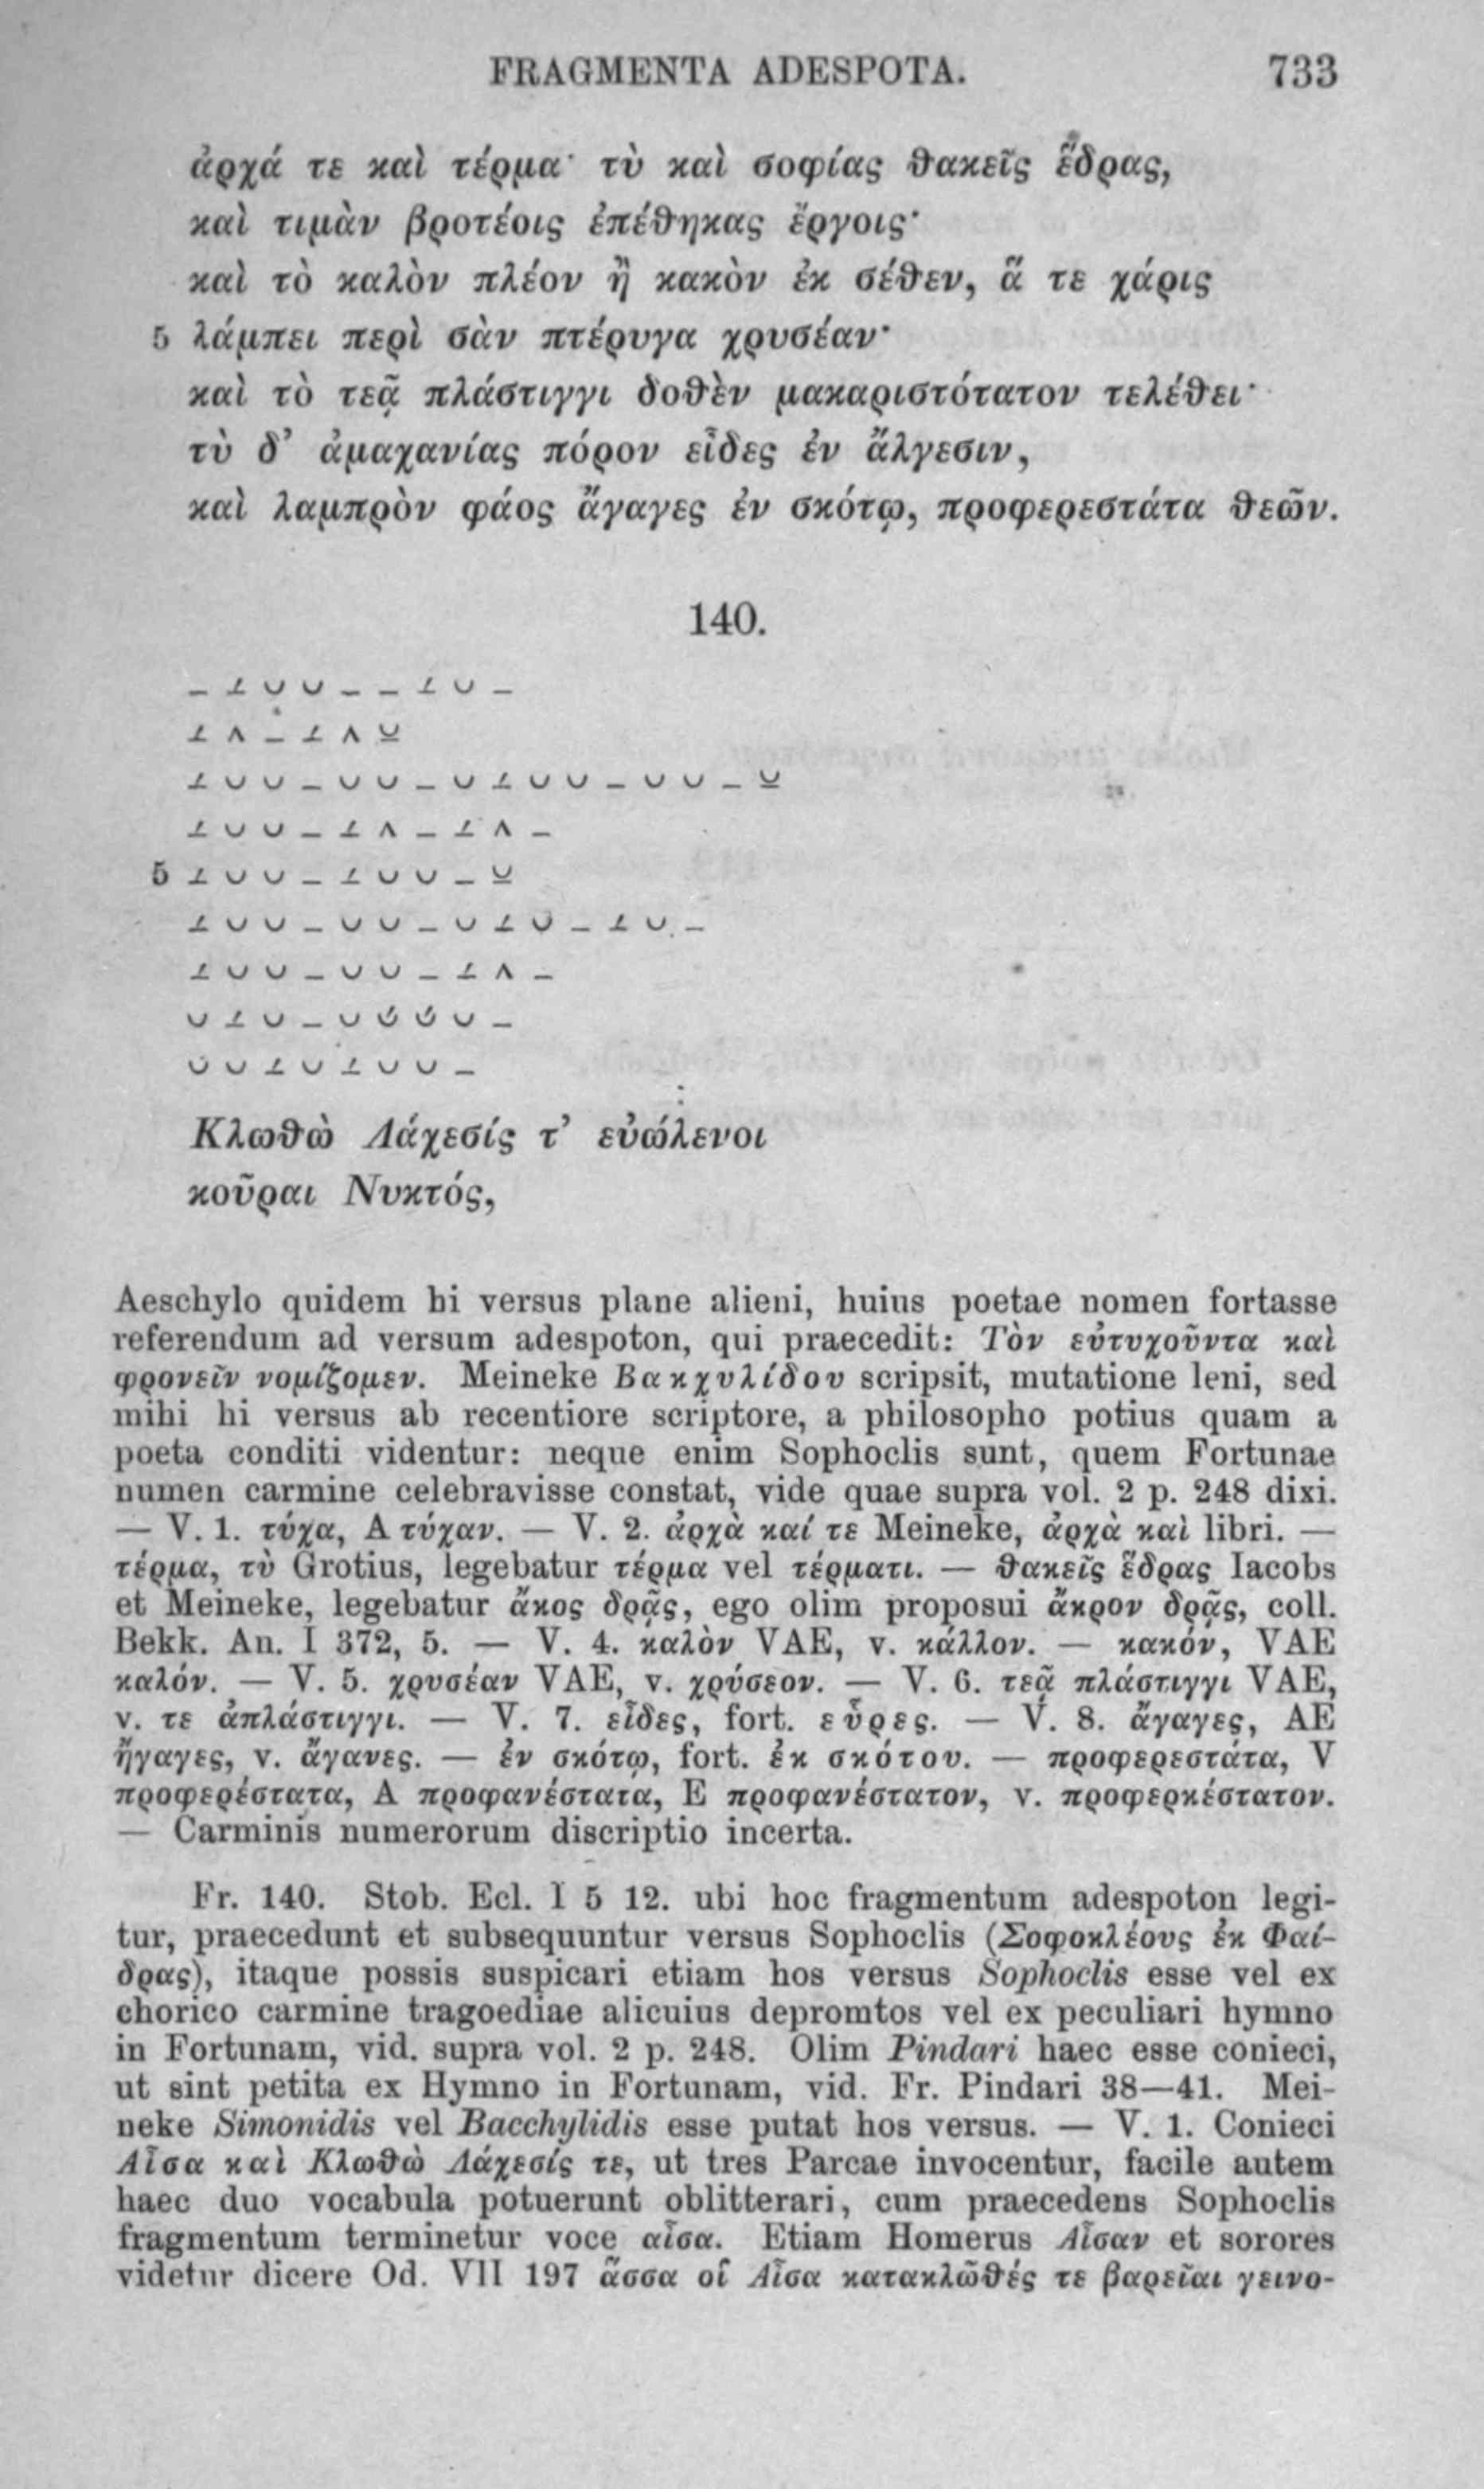 FRAGMENTA ADESPOTA. 733
ἀρχά τε καὶ τέρμα· τὺ καὶ σοφίας θακεῖς ἕδρας,
καὶ τιμὰν βροτέοις ἐπέθηκας ἔργοις·
καὶ τὸ καλὸν πλέον ἢ κακὸν ἐκ σέθεν, ἅ τε χάρις
5 λάμπει περὶ σὰν πτέρυγα χρυσέαν·
καὶ τὸ τεᾷ πλάστιγγι δοθὲν μακαριστότατον τελέθει·
τὺ δ’ ἀμαχανίας πόρον εἶδες ἐν ἄλγεσιν,
καὶ λαμπρὸν φάος ἄγαγες ἐν σκότῳ, προφερεστάτα θεῶν.
140.
– ⊥ ∪ ∪ – – ⊥ ∪ –
⊥ ∧ – ⊥ ∧ ⊻
⊥ ∪ ∪ – ∪ ∪ – ∪ ⊥ ∪ ∪ – ∪ ∪ – ⊻
⊥ ∪ ∪ – ⊥ ∧ – ⊥ ∧ –
5 ⊥ ∪ ∪ – ⊥ ∪ ∪ – ⊻
⊥ ∪ ∪ – ∪ ∪ – ∪ ⊥ ∪ – ⊥ ∪ –
⊥ ∪ ∪ – ∪ ∪ – ⊥ ∧ –
∪ ⊥ ∪ – ∪ ∪́ ∪́ ∪ –
∪́ ∪ ⊥ ∪ ⊥ ∪ ∪ –
Κλωθὼ Λάχεσίς τ’ εὐώλενοι
κοῦραι Νυκτός,
Aeschylo quidem hi versus plane alieni, huius poetae nomen fortasse
referendum ad versum adespoton, qui praecedit: Τὸν εὐτυχοῦντα καὶ
φρονεῖν νομίζομεν. Meineke Βακχυλίδου scripsit, mutatione leni, sed
mihi hi versus ab recentiore scriptore, a philosopho potius quam a
poeta conditi videntur: neque enim Sophoclis sunt, quem Fortunae
numen carmine celebravisse constat, vide quae supra vol. 2 p. 248 dixi.
— V. 1. τύχα, A τύχαν. — V. 2. ἀρχὰ καί τε Meineke, ἀρχὰ καὶ libri. —
τέρμα, τὺ Grotius, legebatur τέρμα vel τέρματι. — θακεῖς ἕδρας Iacobs
et Meineke, legebatur ἄκος δρᾷς, ego olim proposui ἄκρον δρᾷς, coll.
Bekk. An. I 372, 5. — V. 4. καλὸν VAE, v. κάλλον. — κακόν, VAE
καλόν. — V. 5. χρυσέαν VAE, v. χρύσεον. — V. 6. τεᾷ πλάστιγγι VAE,
v. τε ἀπλάστιγγι. — V. 7. εἶδες, fort. εὗρες. — V. 8. ἄγαγες, AE
ἤγαγες, v. ἄγανες. — ἐν σκότῳ, fort. ἐκ σκότου. — προφερεστάτα, V
προφερέστατα, A προφανέστατα, E προφανέστατον, v. προφερκέστατον.
— Carminis numerorum discriptio incerta.
Fr. 140. Stob. Ecl. I 5 12. ubi hoc fragmentum adespoton legi-
tur, praecedunt et subsequuntur versus Sophoclis (Σοφοκλέους ἐκ Φαί-
δρας), itaque possis suspicari etiam hos versus Sophoclis esse vel ex
chorico carmine tragoediae alicuius depromtos vel ex peculiari hymno
in Fortunam, vid. supra vol. 2 p. 248. Olim Pindari haec esse conieci,
ut sint petita ex Hymno in Fortunam, vid. Fr. Pindari 38—41. Mei-
neke Simonidis vel Bacchylidis esse putat hos versus. — V. 1. Conieci
Αἶσα καὶ Κλωθὼ Λάχεσίς τε, ut tres Parcae invocentur, facile autem
haec duo vocabula potuerunt oblitterari, cum praecedens Sophoclis
fragmentum terminetur voce αἶσα. Etiam Homerus Αἶσαν et sorores
videtur dicere Od. VII 197 ἅσσα οἷ Αἶσα κατακλῶθές τε βαρεῖαι γεινο-